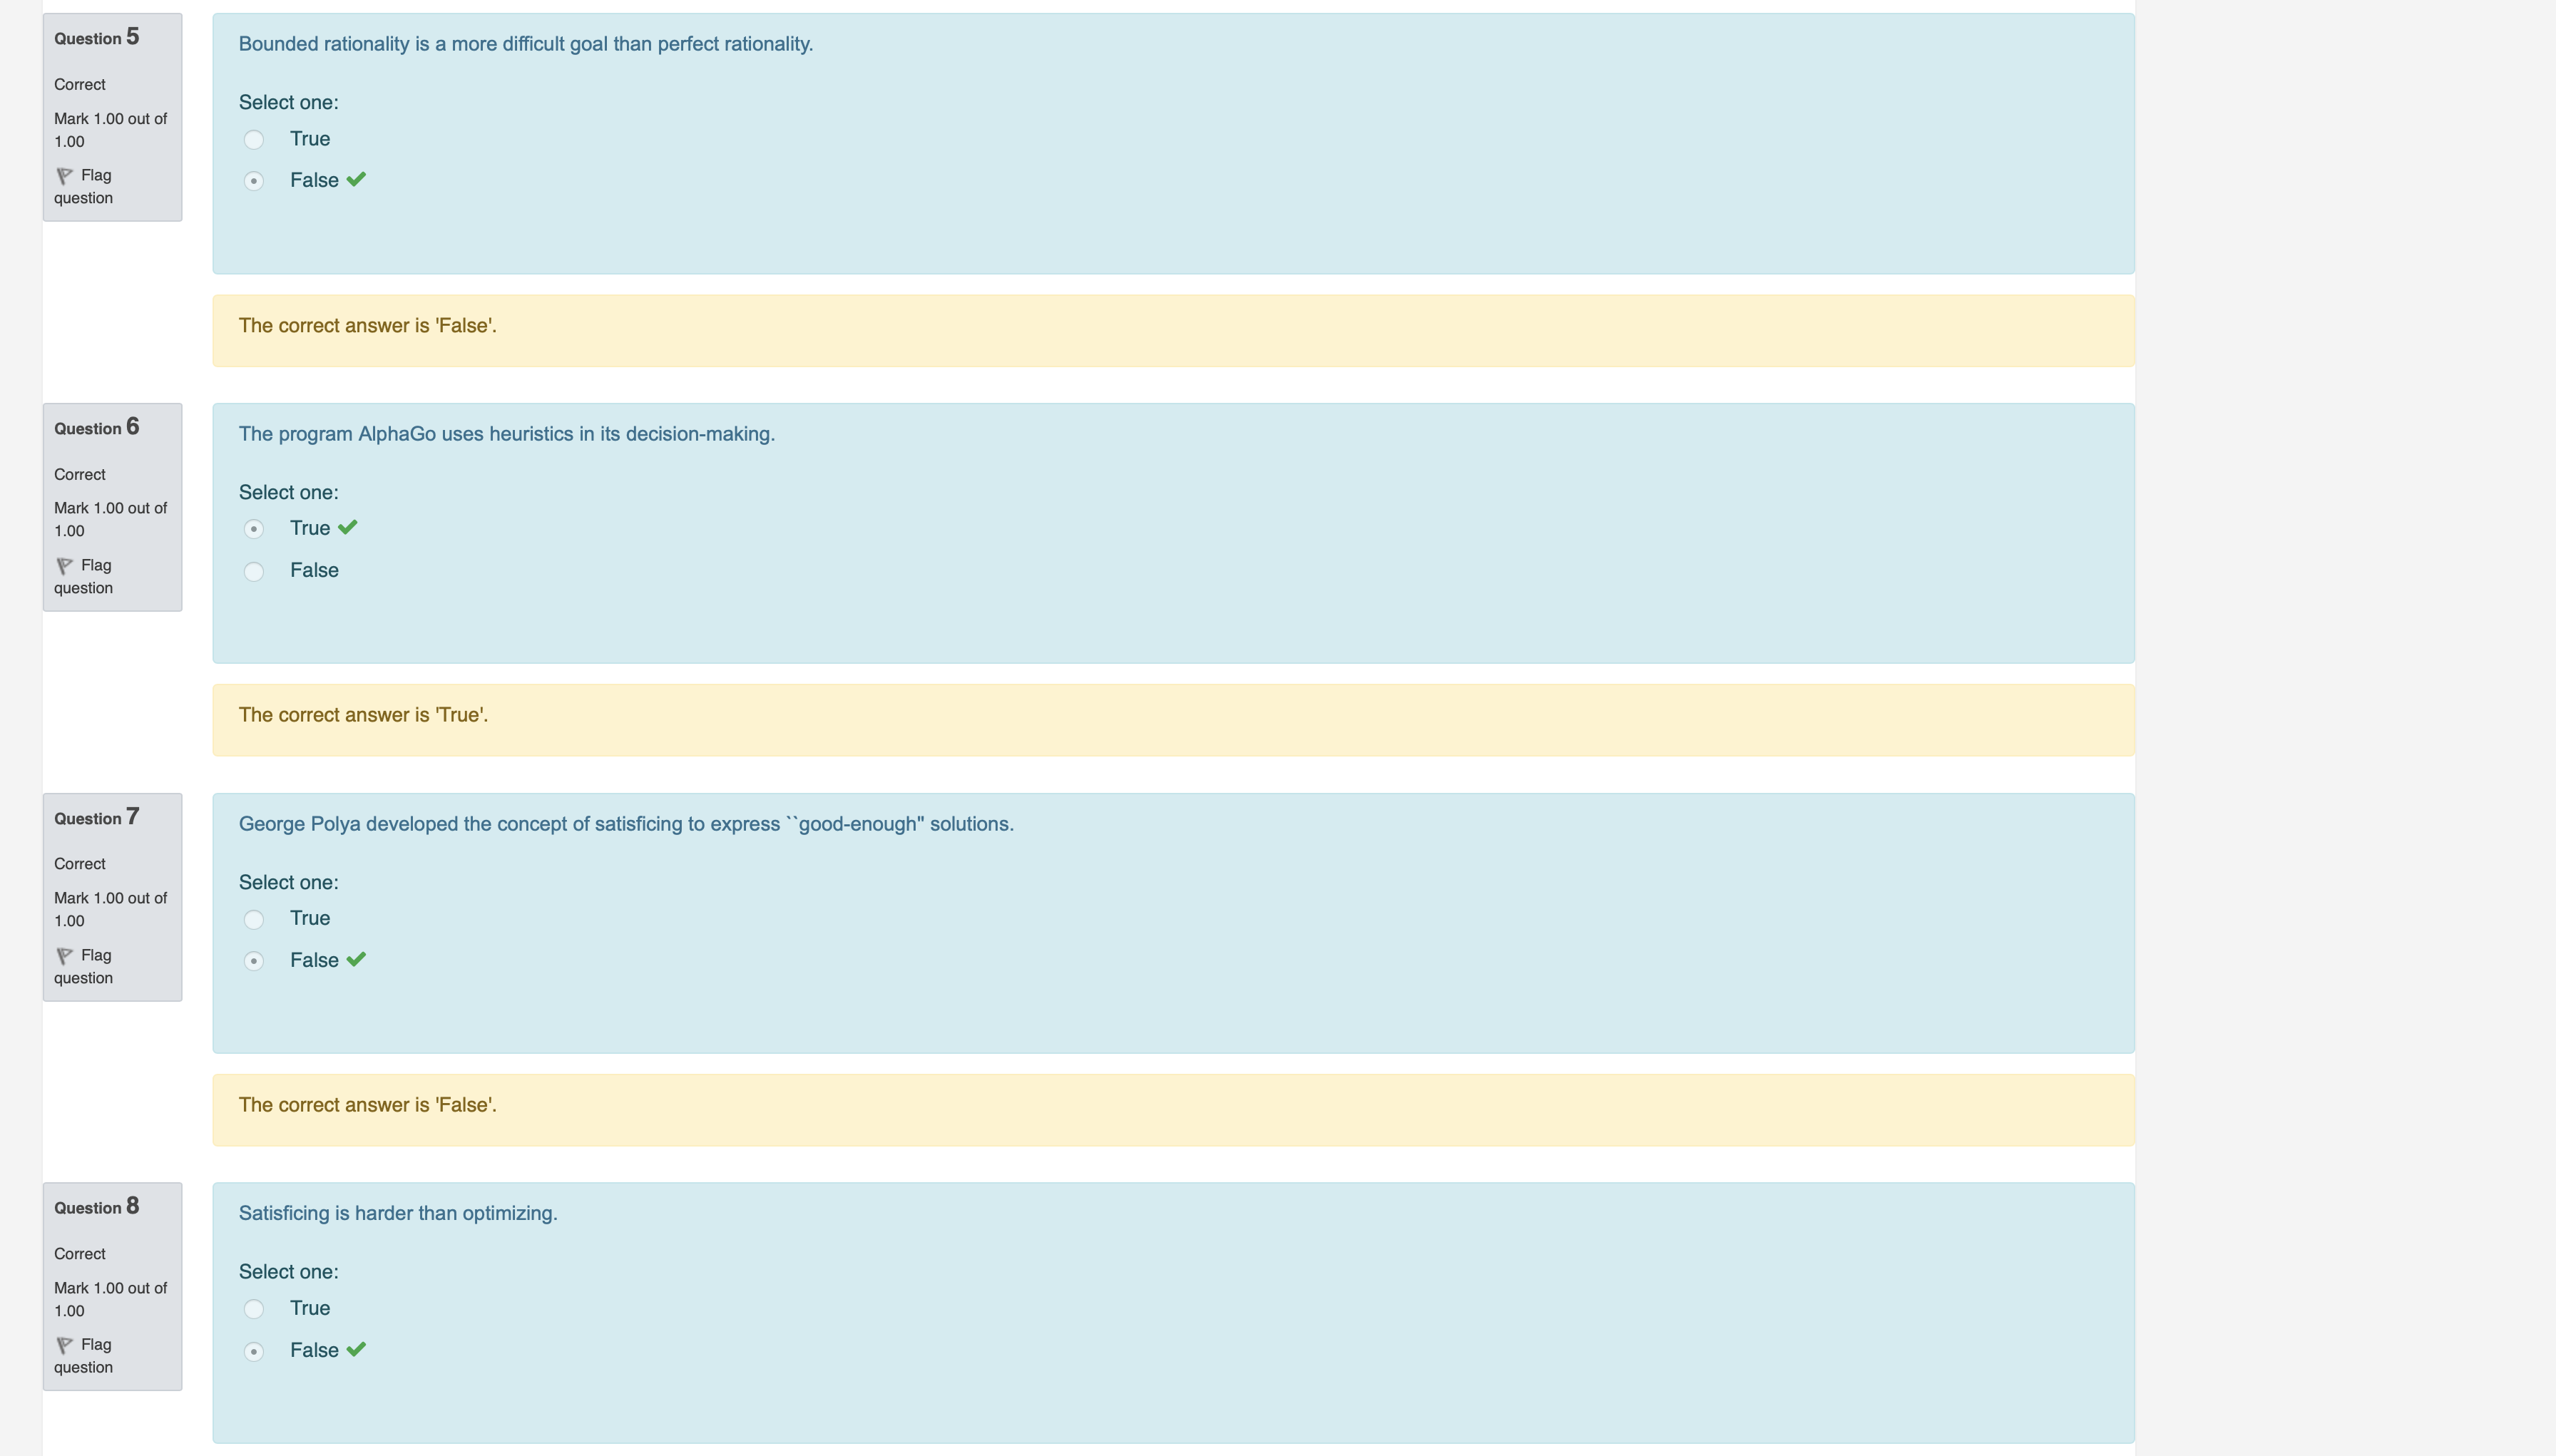 Question 5
Correct
Mark 1.00 out of
1.00
Flag
question
Bounded rationality is a more difficult goal than perfect rationality.
Select one:
True
False
The correct answer is 'False'.
Question 6
Correct
Mark 1.00 out of
1.00
Flag
question
The program AlphaGo uses heuristics in its decision-making.
Select one:
True
False
The correct answer is 'True'.
Question 7
Correct
Mark 1.00 out of
1.00
Flag
question
George Polya developed the concept of satisficing to express ``good-enough" solutions.
Select one:
True
False
The correct answer is 'False'.
Question 8
Correct
Mark 1.00 out of
1.00
Flag
question
Satisficing is harder than optimizing.
Select one:
True
False